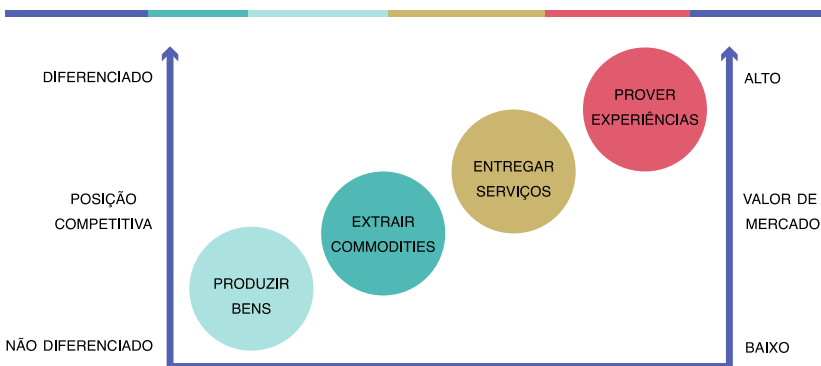 DIFERENCIADO
POSIÇÃO
COMPETITIVA
NÃO DIFERENCIADO
PRODUZIR
BENS
EXTRAIR
COMMODITIES
ENTREGAR
SERVIÇOS
PROVER
EXPERIÊNCIAS
ALTO
VALOR DE
MERCADO
BAIXO